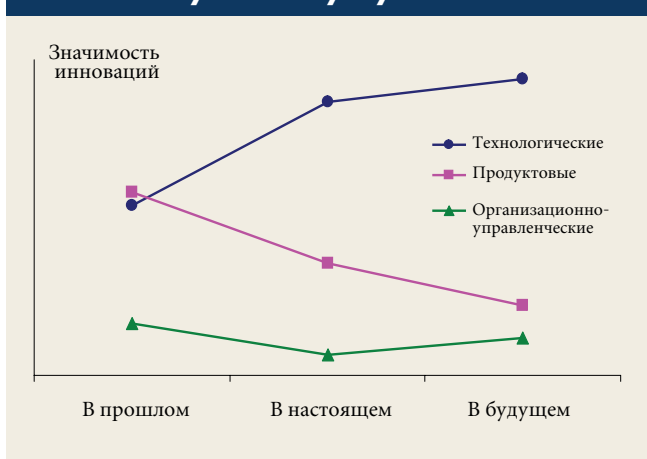 Значимость
инноваций
Технологические
Продуктовые
Организационно-
управленческие
В прошлом
В настоящем
В будущем